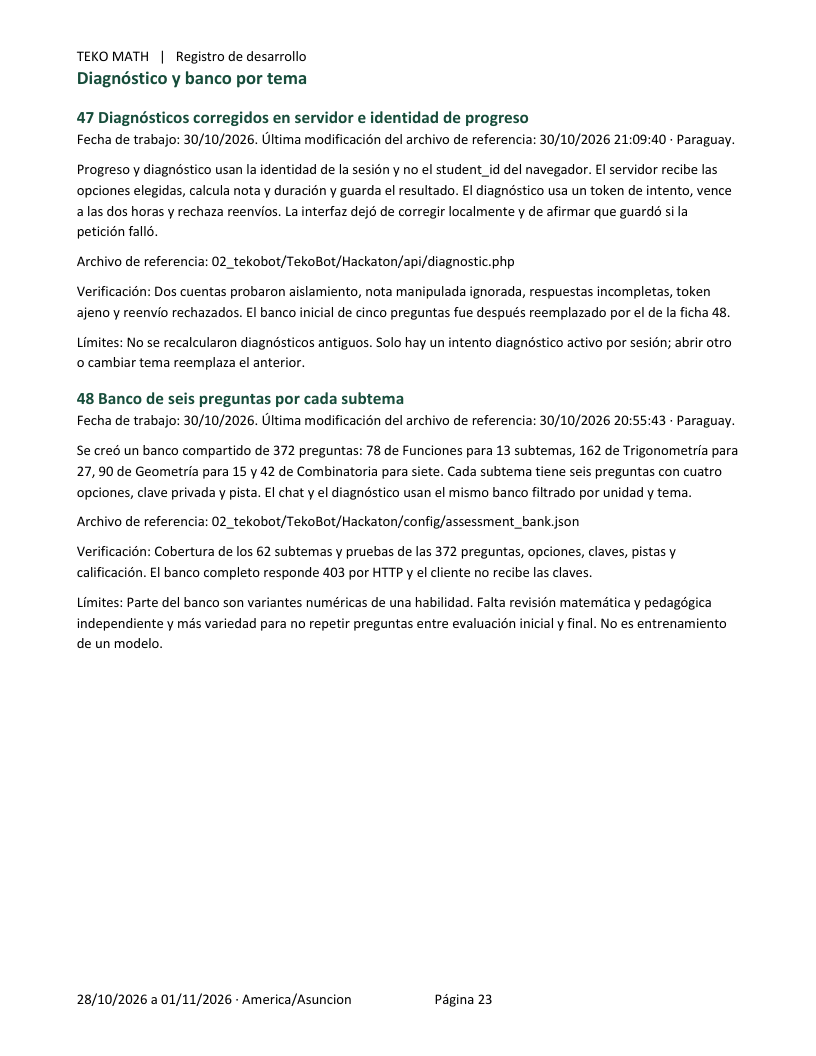 TEKO MATH | Registro de desarrollo
Diagnóstico y banco por tema
47 Diagnósticos corregidos en servidor e identidad de progreso
Fecha de trabajo: 30/10/2026. Última modificación del archivo de referencia: 30/10/2026 21:09:40 · Paraguay.
Progreso y diagnóstico usan la identidad de la sesión y no el student_id del navegador. El servidor recibe las
opciones elegidas, calcula nota y duración y guarda el resultado. El diagnóstico usa un token de intento, vence
a las dos horas y rechaza reenvíos. La interfaz dejó de corregir localmente y de afirmar que guardó si la
petición falló.
Archivo de referencia: 02_tekobot/TekoBot/Hackaton/api/diagnostic.php
Verificación: Dos cuentas probaron aislamiento, nota manipulada ignorada, respuestas incompletas, token
ajeno y reenvío rechazados. El banco inicial de cinco preguntas fue después reemplazado por el de la ficha 48.
Límites: No se recalcularon diagnósticos antiguos. Solo hay un intento diagnóstico activo por sesión; abrir otro
o cambiar tema reemplaza el anterior.
48 Banco de seis preguntas por cada subtema
Fecha de trabajo: 30/10/2026. Última modificación del archivo de referencia: 30/10/2026 20:55:43 · Paraguay.
Se creó un banco compartido de 372 preguntas: 78 de Funciones para 13 subtemas, 162 de Trigonometría para
27, 90 de Geometría para 15 y 42 de Combinatoria para siete. Cada subtema tiene seis preguntas con cuatro
opciones, clave privada y pista. El chat y el diagnóstico usan el mismo banco filtrado por unidad y tema.
Archivo de referencia: 02_tekobot/TekoBot/Hackaton/config/assessment_bank.json
Verificación: Cobertura de los 62 subtemas y pruebas de las 372 preguntas, opciones, claves, pistas y
calificación. El banco completo responde 403 por HTTP y el cliente no recibe las claves.
Límites: Parte del banco son variantes numéricas de una habilidad. Falta revisión matemática y pedagógica
independiente y más variedad para no repetir preguntas entre evaluación inicial y final. No es entrenamiento
de un modelo.
28/10/2026 a 01/11/2026 · America/Asuncion Página 23